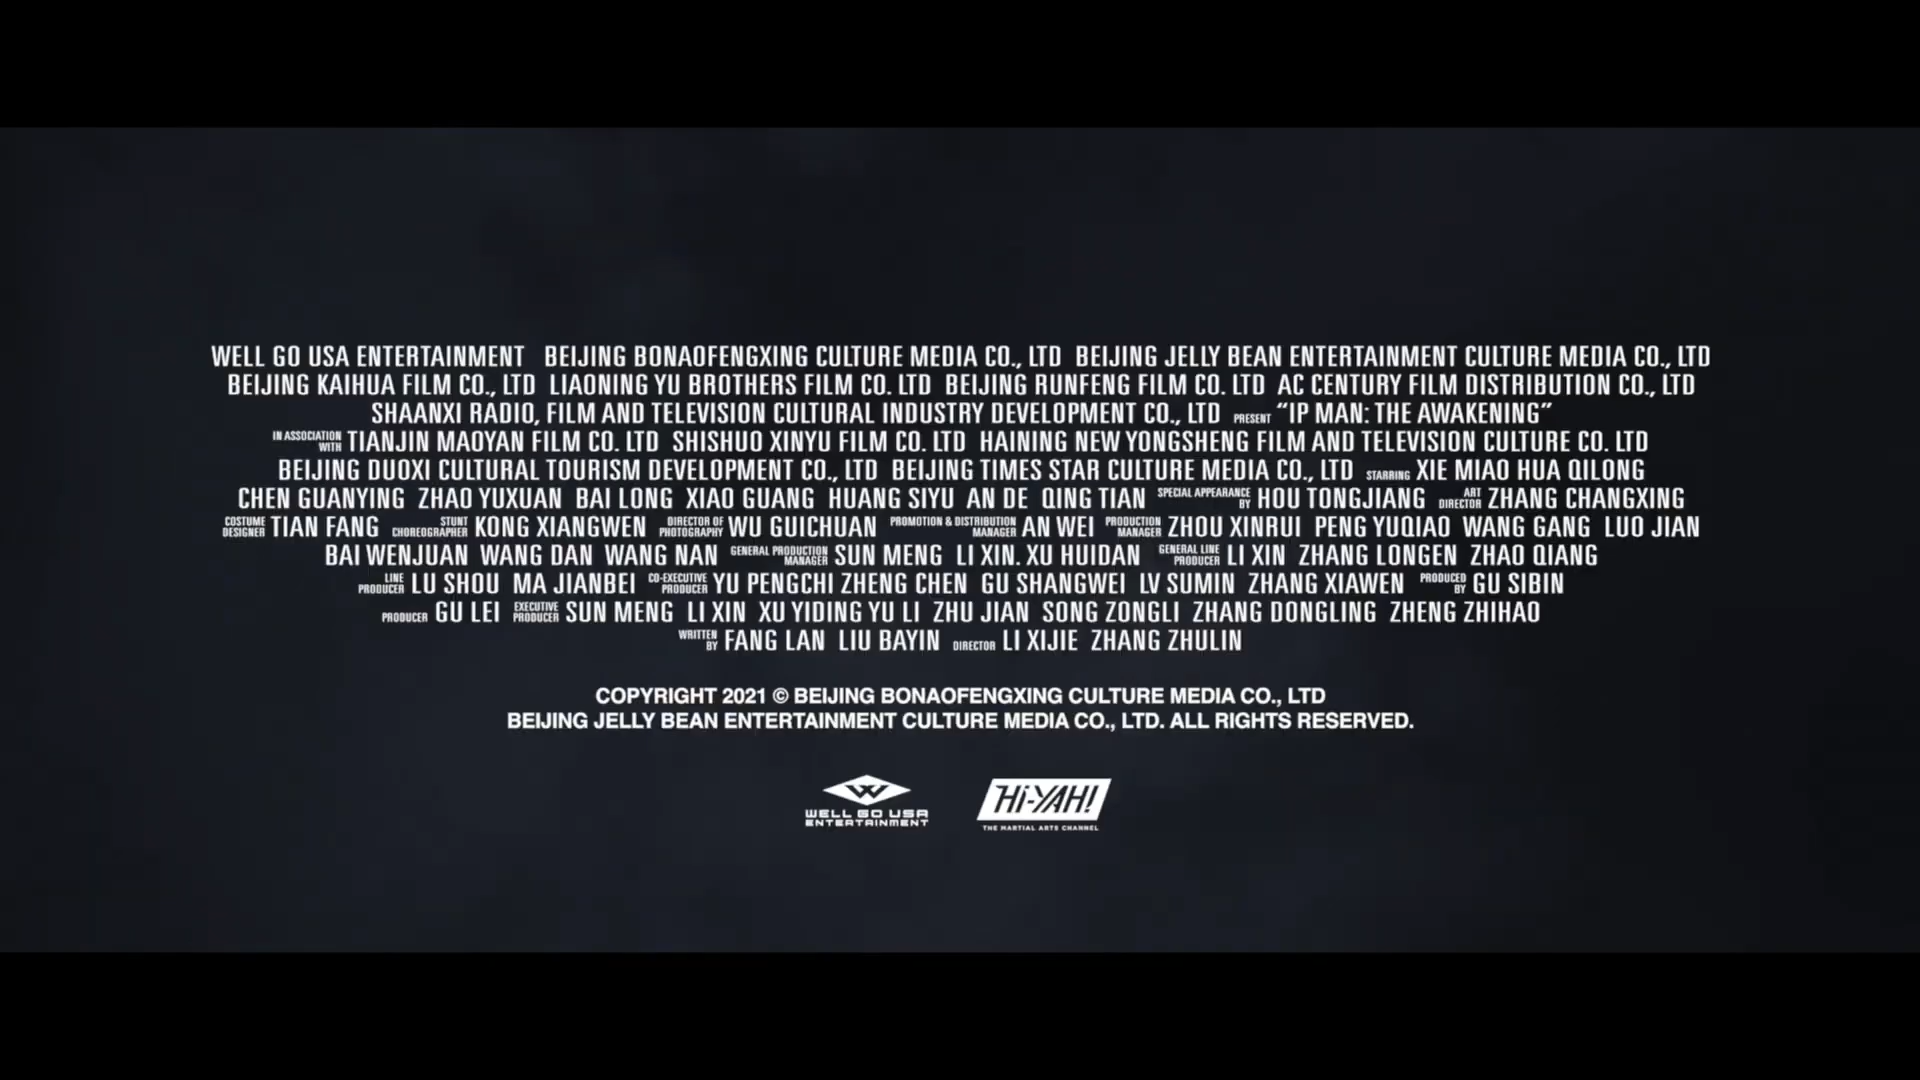 WELL GO USA ENTERTAINMENT BEIJING BONAOFENGXING CULTURE MEDIA CO., LTD BEIJING JELLY BEAN ENTERTAINMENT CULTURE MEDIA CO., LTD
BEIJING KAIHUA FILM CO., LTD LIAONING YU BROTHERS FILM CO. LTD BEIJING RUNFENG FILM CO. LTD AC CENTURY FILM DISTRIBUTION CO., LTD
SHAANXI RADIO, FILM AND TELEVISION CULTURAL INDUSTRY DEVELOPMENT CO., LTD PRESENT “IP MAN: THE AWAKENING”
IN ASSOCIATION WITH TIANJIN MAOYAN FILM CO. LTD SHISHUO XINYU FILM CO. LTD HAINING NEW YONGSHENG FILM AND TELEVISION CULTURE CO. LTD
BEIJING DUOXI CULTURAL TOURISM DEVELOPMENT CO., LTD BEIJING TIMES STAR CULTURE MEDIA CO., LTD STARRING XIE MIAO HUA QILONG
CHEN GUANYING ZHAO YUXUAN BAI LONG XIAO GUANG HUANG SIYU AN DE QING TIAN SPECIAL APPEARANCE BY HOU TONGJIANG ART DIRECTOR ZHANG CHANGXING
COSTUME DESIGNER TIAN FANG STUNT CHOREOGRAPHER KONG XIANGWEN DIRECTOR OF PHOTOGRAPHY WU GUICHUAN PROMOTION & DISTRIBUTION MANAGER AN WEI PRODUCTION MANAGER ZHOU XINRUI PENG YUQIAO WANG GANG LUO JIAN
BAI WENJUAN WANG DAN WANG NAN GENERAL PRODUCTION MANAGER SUN MENG LI XIN. XU HUIDAN GENERAL LINE PRODUCER LI XIN ZHANG LONGEN ZHAO QIANG
LINE PRODUCER LU SHOU MA JIANBEI CO-EXECUTIVE PRODUCER YU PENGCHI ZHENG CHEN GU SHANGWEI LV SUMIN ZHANG XIAWEN PRODUCED BY GU SIBIN
PRODUCER GU LEI EXECUTIVE PRODUCER SUN MENG LI XIN XU YIDING YU LI ZHU JIAN SONG ZONGLI ZHANG DONGLING ZHENG ZHIHAO
WRITTEN BY FANG LAN LIU BAYIN DIRECTOR LI XIJIE ZHANG ZHULIN
COPYRIGHT 2021 © BEIJING BONAOFENGXING CULTURE MEDIA CO., LTD
BEIJING JELLY BEAN ENTERTAINMENT CULTURE MEDIA CO., LTD. ALL RIGHTS RESERVED.
WELL GO USA
ENTERTAINMENT
Hi-YAH!
THE MARTIAL ARTS CHANNEL